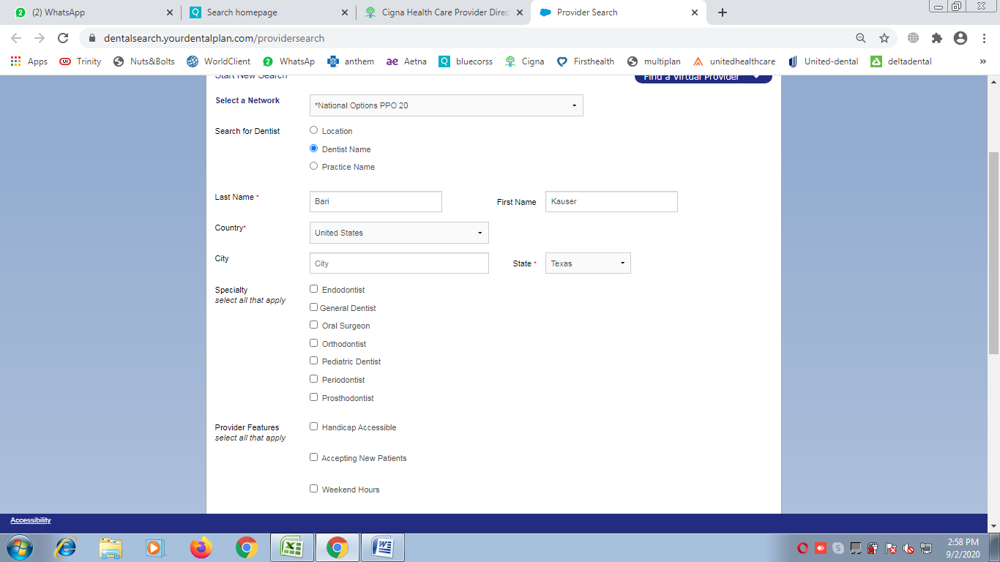 (2) WhatsApp
Search homepage
Cigna Health Care Provider Direc
Provider Search
dentalsearch.yourdentalplan.com/providersearch
Apps Trinity Nuts&Bolts WorldClient WhatsAp anthem Aetna bluecorss Cigna Firsthealth multiplan unitedhealthcare United-dental deltadental »
Start New Search
Find a Virtual Provider
Select a Network *National Options PPO 20
Search for Dentist Location
Dentist Name
Practice Name
Last Name * Bari First Name Kauser
Country* United States
City City State * Texas
Specialty Endodontist
select all that apply
General Dentist
Oral Surgeon
Orthodontist
Pediatric Dentist
Periodontist
Prosthodontist
Provider Features Handicap Accessible
select all that apply
Accepting New Patients
Weekend Hours
Accessibility
2:58 PM
9/2/2020